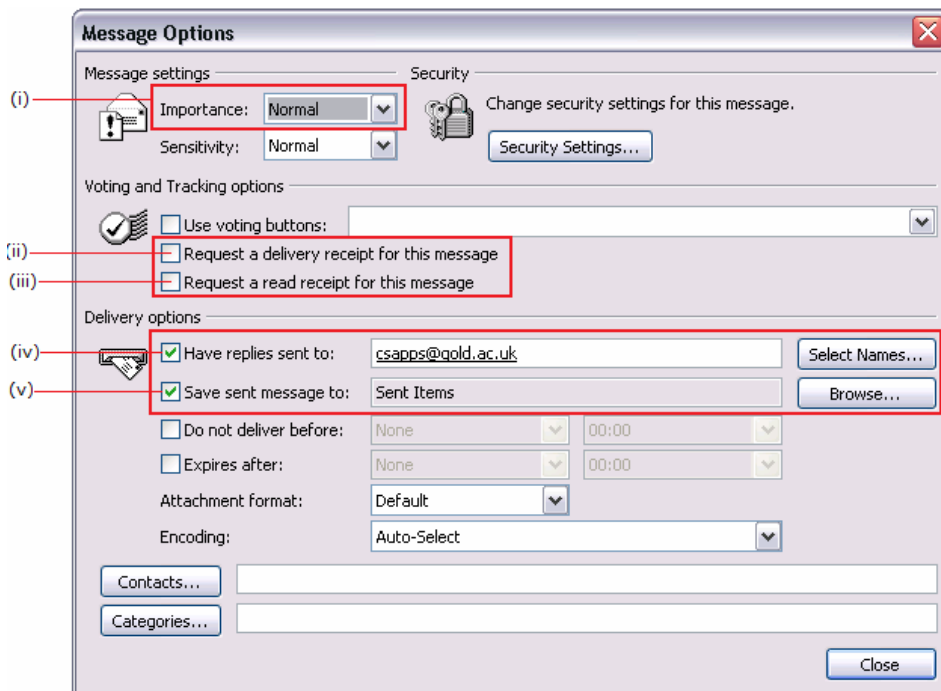 Message Options
Message settings Security
(i) Importance: Normal Change security settings for this message.
Sensitivity: Normal Security Settings...
Voting and Tracking options
Use voting buttons:
(ii) Request a delivery receipt for this message
(iii) Request a read receipt for this message
Delivery options
(iv) Have replies sent to: csapps@gold.ac.uk Select Names...
(v) Save sent message to: Sent Items Browse...
Do not deliver before: None 00:00
Expires after: None 00:00
Attachment format: Default
Encoding: Auto-Select
Contacts...
Categories...
Close